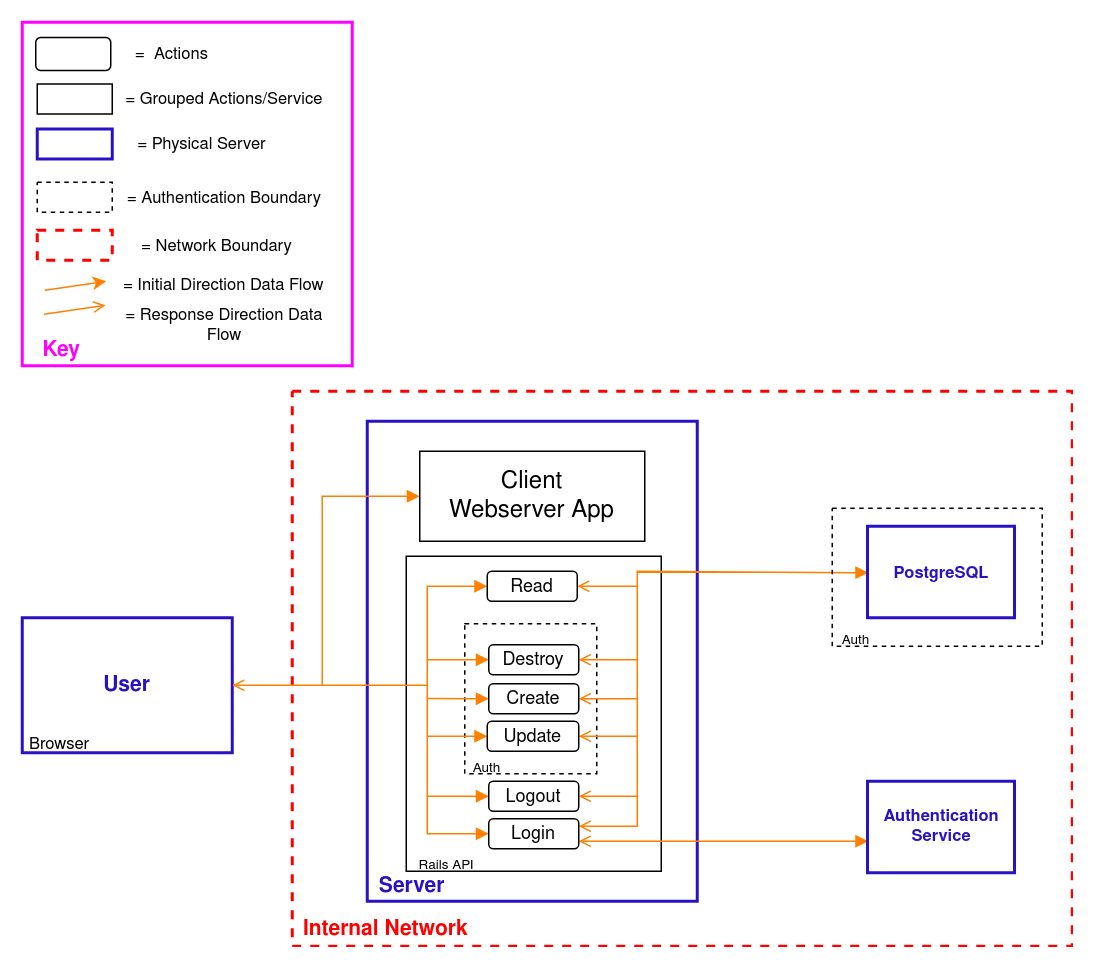 = Actions
= Grouped Actions/Service
= Physical Server
= Authentication Boundary
= Network Boundary
= Initial Direction Data Flow
= Response Direction Data
Flow
Key
Client
Webserver App
Read
Destroy
Create
Update
Auth
Logout
Login
Rails API
Server
Internal Network
User
Browser
PostgreSQL
Auth
Authentication
Service